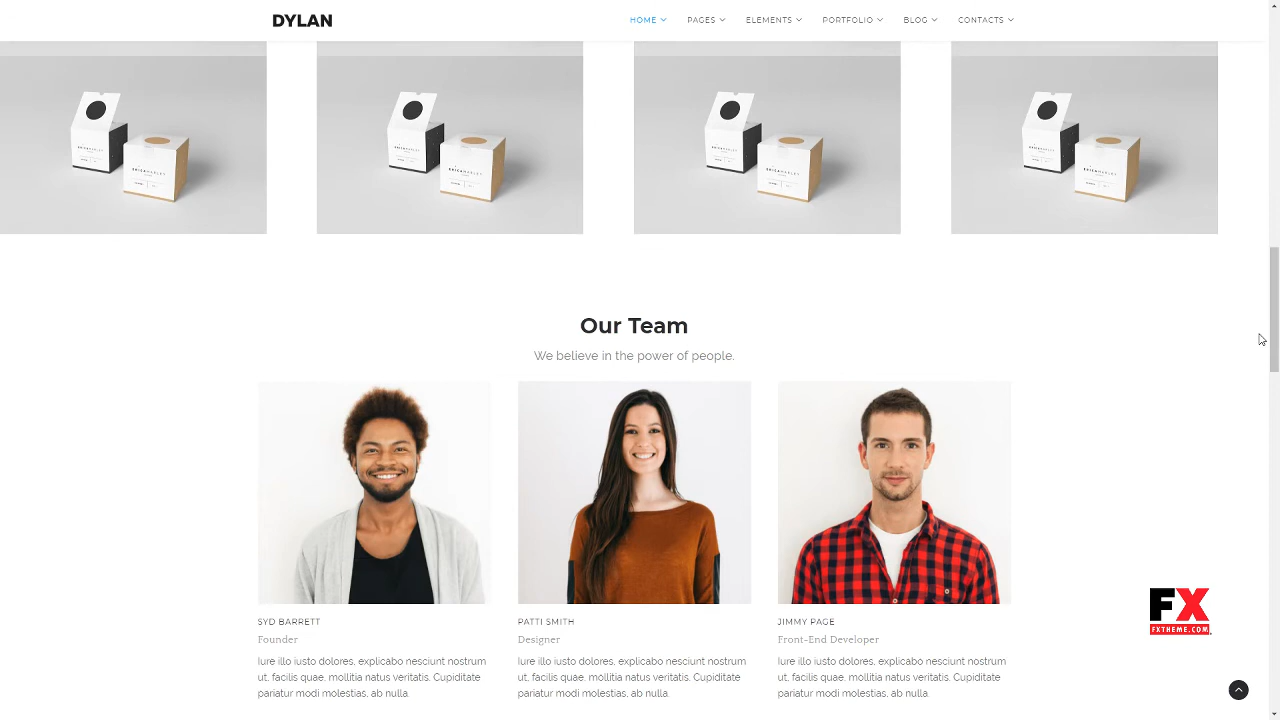 DYLAN
HOME PAGES ELEMENTS PORTFOLIO BLOG CONTACTS
Our Team
We believe in the power of people.
SYD BARRETT
Founder
Iure illo iusto dolores, explicabo nesciunt nostrum
ut, facilis quae, mollitia natus veritatis. Cupiditate
pariatur modi molestias, ab nulla.
PATTI SMITH
Designer
Iure illo iusto dolores, explicabo nesciunt nostrum
ut, facilis quae, mollitia natus veritatis. Cupiditate
pariatur modi molestias, ab nulla.
JIMMY PAGE
Front-End Developer
Iure illo iusto dolores, explicabo nesciunt nostrum
ut, facilis quae, mollitia natus veritatis. Cupiditate
pariatur modi molestias, ab nulla.
FX
FXTHEME.COM